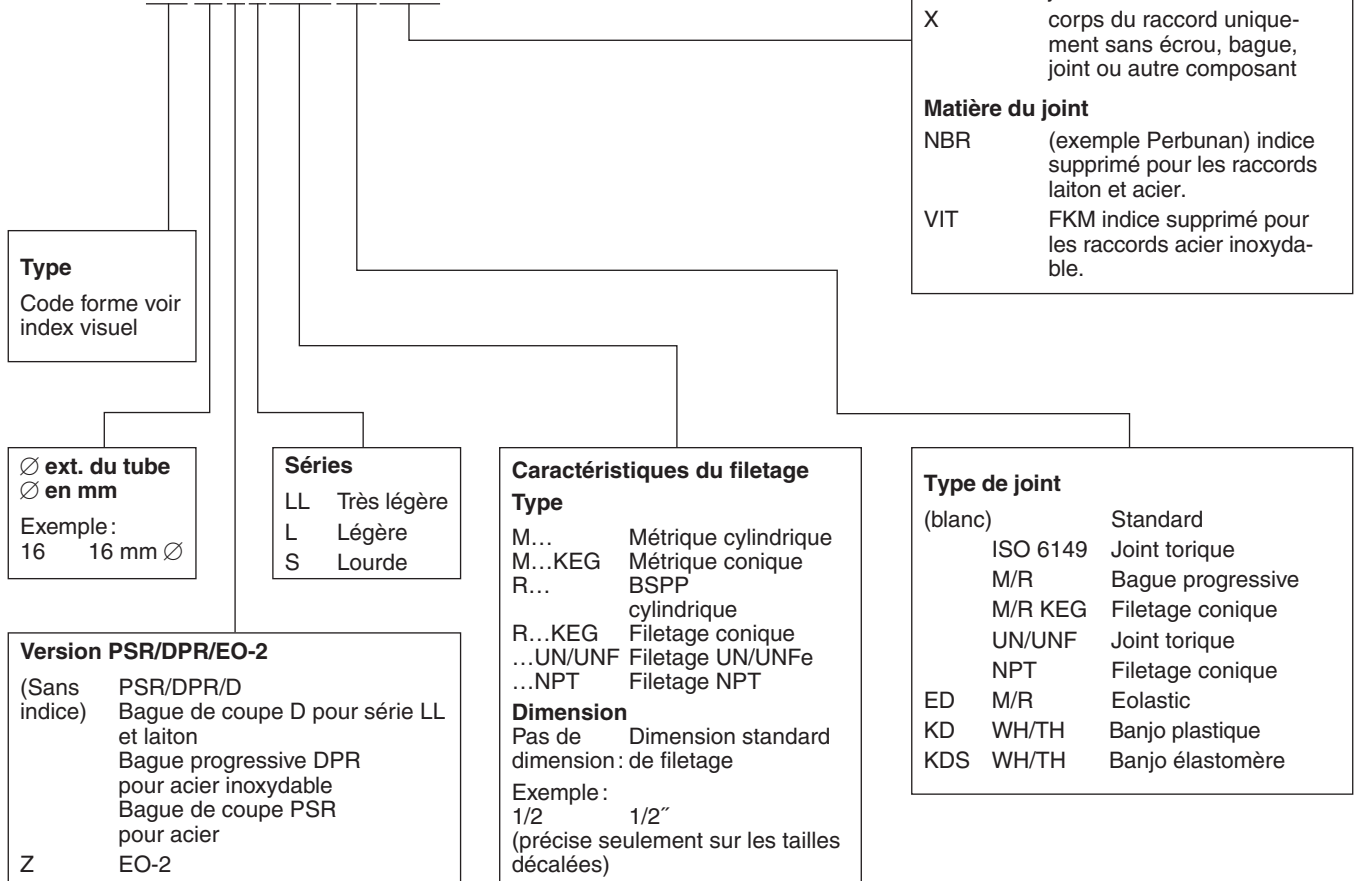 X corps du raccord unique-
ment sans écrou, bague,
joint ou autre composant
Matière du joint
NBR (exemple Perbunan) indice
supprimé pour les raccords
laiton et acier.
VIT FKM indice supprimé pour
les raccords acier inoxyda-
ble.
Type
Code forme voir
index visuel
∅ ext. du tube
∅ en mm
Exemple :
16 16 mm ∅
Séries
LL Très légère
L Légère
S Lourde
Version PSR/DPR/EO-2
(Sans PSR/DPR/D
indice) Bague de coupe D pour série LL
et laiton
Bague progressive DPR
pour acier inoxydable
Bague de coupe PSR
pour acier
Z EO-2
Caractéristiques du filetage
Type
M… Métrique cylindrique
M…KEG Métrique conique
R… BSPP
cylindrique
R…KEG Filetage conique
…UN/UNF Filetage UN/UNFe
…NPT Filetage NPT
Dimension
Pas de Dimension standard
dimension : de filetage
Exemple :
1/2 1/2˝
(précise seulement sur les tailles
décalées)
Type de joint
(blanc) Standard
ISO 6149 Joint torique
M/R Bague progressive
M/R KEG Filetage conique
UN/UNF Joint torique
NPT Filetage conique
ED M/R Eolastic
KD WH/TH Banjo plastique
KDS WH/TH Banjo élastomère